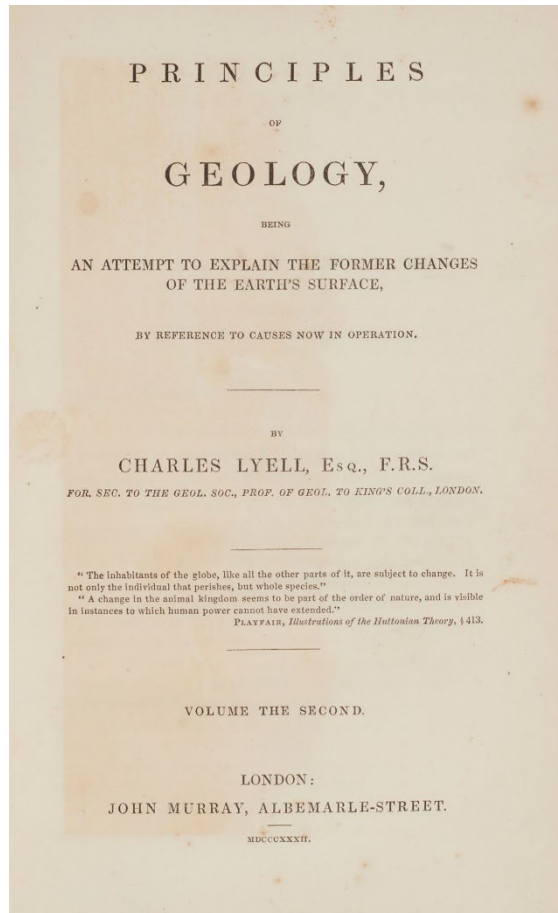 PRINCIPLES
OF
GEOLOGY,
BEING
AN ATTEMPT TO EXPLAIN THE FORMER CHANGES
OF THE EARTH'S SURFACE,
BY REFERENCE TO CAUSES NOW IN OPERATION.
BY
CHARLES LYELL, Esq., F.R.S.
FOR. SEC. TO THE GEOL. SOC., PROF. OF GEOL. TO KING'S COLL., LONDON.
"The inhabitants of the globe, like all the other parts of it, are subject to change. It is
not only the individual that perishes, but whole species."
"A change in the animal kingdom seems to be part of the order of nature, and is visible
in instances to which human power cannot have extended."
PLAYFAIR, Illustrations of the Huttonian Theory, § 413.
VOLUME THE SECOND.
LONDON:
JOHN MURRAY, ALBEMARLE-STREET.
MDCCCXXXII.